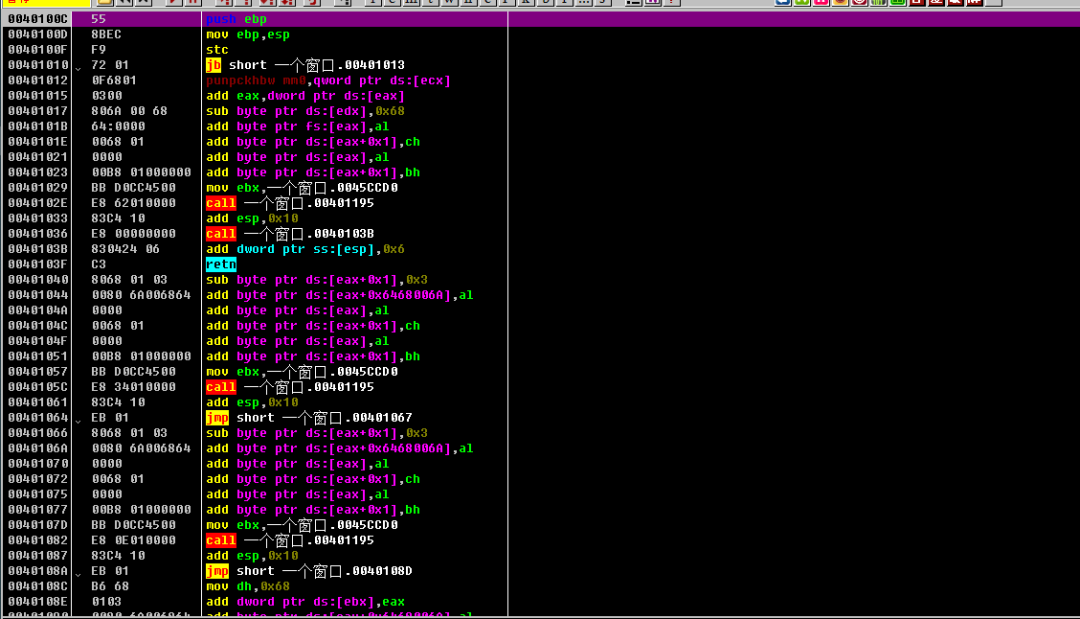 0040100C 55 push ebp
0040100D 8BEC mov ebp,esp
0040100F F9 stc
00401010 72 01 jb short 一个窗口.00401013
00401012 0F6801 punpckhbw mm0,qword ptr ds:[ecx]
00401015 0300 add eax,dword ptr ds:[eax]
00401017 806A 00 68 sub byte ptr ds:[edx],0x68
0040101B 64:0000 add byte ptr fs:[eax],al
0040101E 0068 01 add byte ptr ds:[eax+0x1],ch
00401021 0000 add byte ptr ds:[eax],al
00401023 00B8 01000000 add byte ptr ds:[eax+0x1],bh
00401029 BB D0CC4500 mov ebx,一个窗口.0045CCD0
0040102E E8 62010000 call 一个窗口.00401195
00401033 83C4 10 add esp,0x10
00401036 E8 00000000 call 一个窗口.0040103B
0040103B 830424 06 add dword ptr ss:[esp],0x6
0040103F C3 retn
00401040 8068 01 03 sub byte ptr ds:[eax+0x1],0x3
00401044 0080 6A006864 add byte ptr ds:[eax+0x6468006A],al
0040104A 0000 add byte ptr ds:[eax],al
0040104C 0068 01 add byte ptr ds:[eax+0x1],ch
0040104F 0000 add byte ptr ds:[eax],al
00401051 00B8 01000000 add byte ptr ds:[eax+0x1],bh
00401057 BB D0CC4500 mov ebx,一个窗口.0045CCD0
0040105C E8 34010000 call 一个窗口.00401195
00401061 83C4 10 add esp,0x10
00401064 EB 01 jmp short 一个窗口.00401067
00401066 8068 01 03 sub byte ptr ds:[eax+0x1],0x3
0040106A 0080 6A006864 add byte ptr ds:[eax+0x6468006A],al
00401070 0000 add byte ptr ds:[eax],al
00401072 0068 01 add byte ptr ds:[eax+0x1],ch
00401075 0000 add byte ptr ds:[eax],al
00401077 00B8 01000000 add byte ptr ds:[eax+0x1],bh
0040107D BB D0CC4500 mov ebx,一个窗口.0045CCD0
00401082 E8 0E010000 call 一个窗口.00401195
00401087 83C4 10 add esp,0x10
0040108A EB 01 jmp short 一个窗口.0040108D
0040108C B6 68 mov dh,0x68
0040108E 0103 add dword ptr ds:[ebx],eax